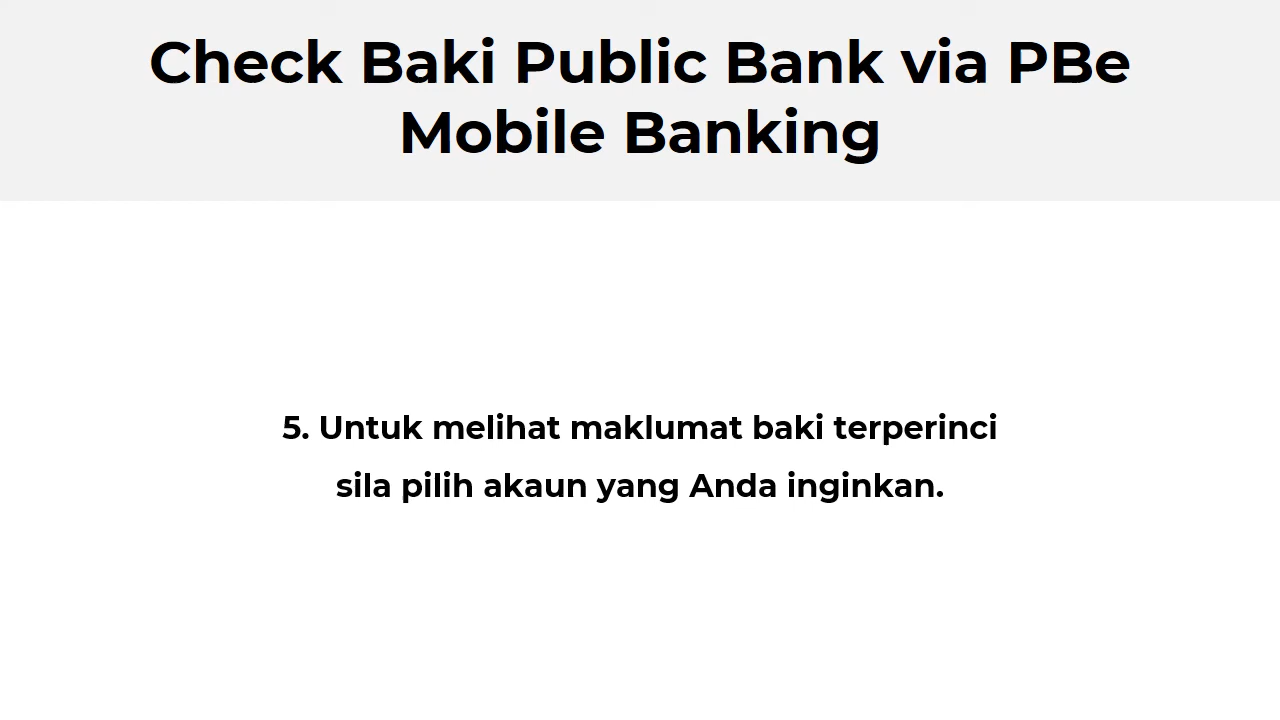 Check Baki Public Bank via PBe
Mobile Banking
5. Untuk melihat maklumat baki terperinci
sila pilih akaun yang Anda inginkan.